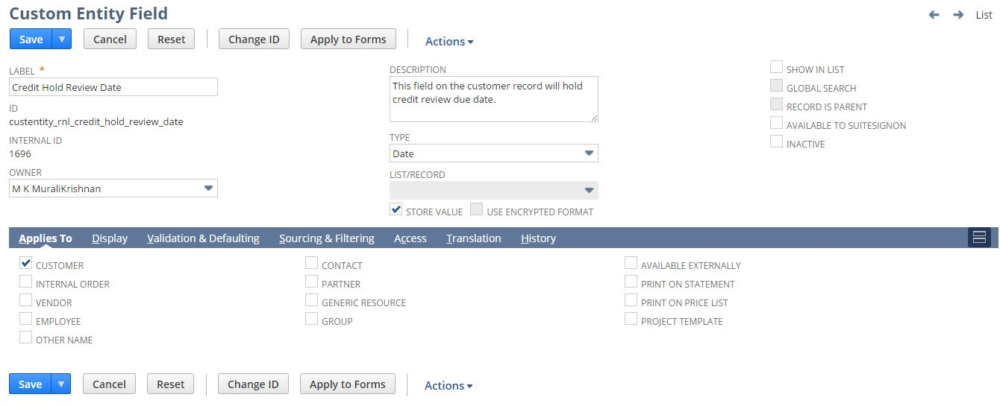 Custom Entity Field
List
Save Cancel Reset Change ID Apply to Forms Actions
LABEL *
Credit Hold Review Date
ID
custentity_rnl_credit_hold_review_date
INTERNAL ID
1696
OWNER
M K MuraliKrishnan
DESCRIPTION
This field on the customer record will hold
credit review due date.
TYPE
Date
LIST/RECORD
STORE VALUE USE ENCRYPTED FORMAT
SHOW IN LIST
GLOBAL SEARCH
RECORD IS PARENT
AVAILABLE TO SUITESIGNON
INACTIVE
Applies To Display Validation & Defaulting Sourcing & Filtering Access Translation History
CUSTOMER
INTERNAL ORDER
VENDOR
EMPLOYEE
OTHER NAME
CONTACT
PARTNER
GENERIC RESOURCE
GROUP
AVAILABLE EXTERNALLY
PRINT ON STATEMENT
PRINT ON PRICE LIST
PROJECT TEMPLATE
Save Cancel Reset Change ID Apply to Forms Actions